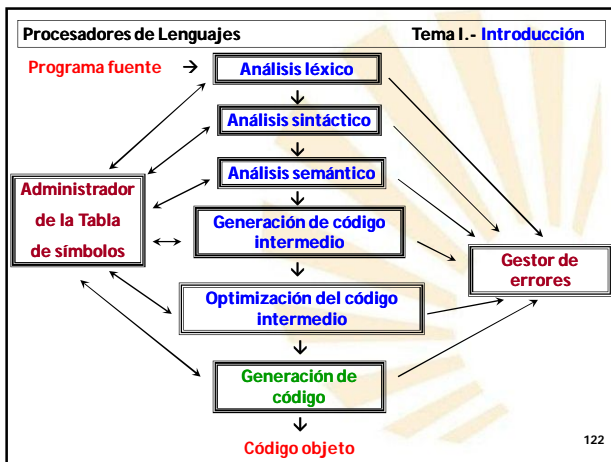 Procesadores de Lenguajes
Tema I.- Introducción
Programa fuente →
Análisis léxico
Análisis sintáctico
Análisis semántico
Administrador
de la Tabla
de símbolos
Generación de código
intermedio
Gestor de
errores
Optimización del código
intermedio
Generación de
código
Código objeto
122